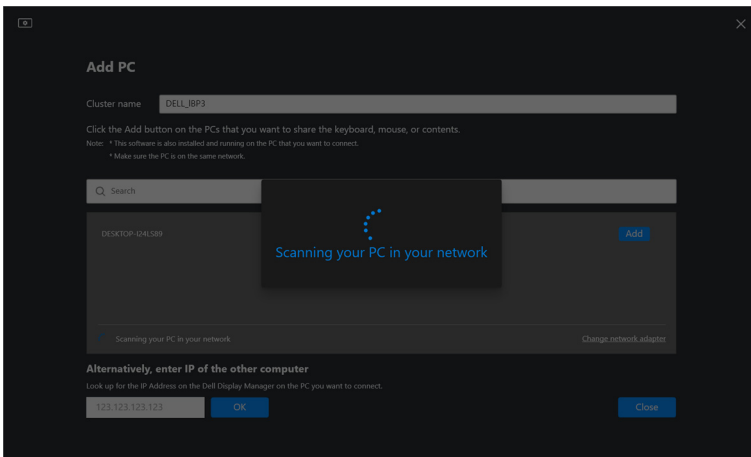 Add PC
Cluster name DELL_IBP3
Click the Add button on the PCs that you want to share the keyboard, mouse, or contents.
Note: * This software is also installed and running on the PC that you want to connect.
* Make sure the PC is on the same network.
Search
DESKTOP-I24LSB9 Add
Scanning your PC in your network
Scanning your PC in your network Change network adapter
Alternatively, enter IP of the other computer
Look up for the IP Address on the Dell Display Manager on the PC you want to connect.
123.123.123.123 OK Close